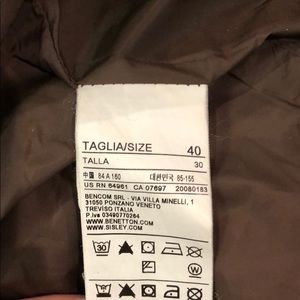 TAGLIA/SIZE 40
TALLA 30
中国 84 A 160 대한민국 85-155
US RN 64961 CA 07697 20080183
BENCOM SRL - VIA VILLA MINELLI, 1
31050 PONZANO VENETO
TREVISO ITALIA
P.Iva 03490770264
WWW.BENETTON.COM
WWW.SISLEY.COM
30
W